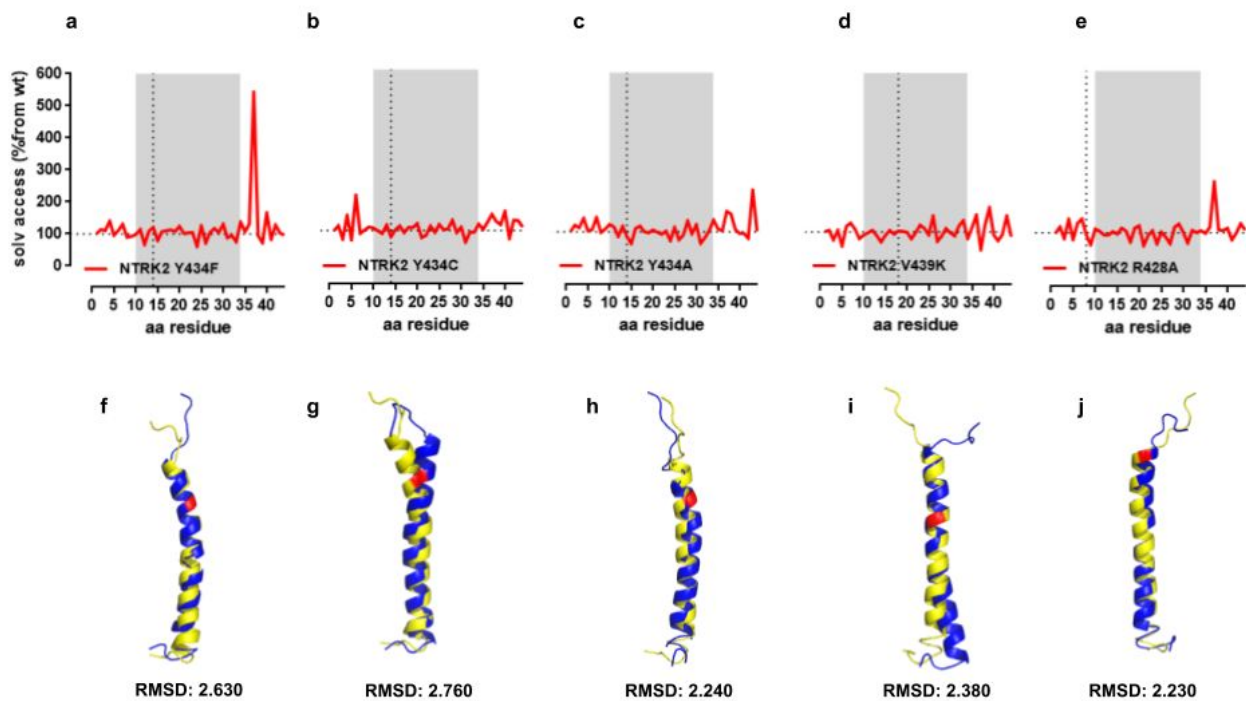 a b c d e
solv access (%from wt)
600
500
400
300
200
100
0
NTRK2 Y434F
NTRK2 Y434C
NTRK2 Y434A
NTRK2 V439K
NTRK2 R428A
0 5 10 15 20 25 30 35 40
0 5 10 15 20 25 30 35 40
0 5 10 15 20 25 30 35 40
0 5 10 15 20 25 30 35 40
0 5 10 15 20 25 30 35 40
aa residue
aa residue
aa residue
aa residue
aa residue
f g h i j
RMSD: 2.630
RMSD: 2.760
RMSD: 2.240
RMSD: 2.380
RMSD: 2.230